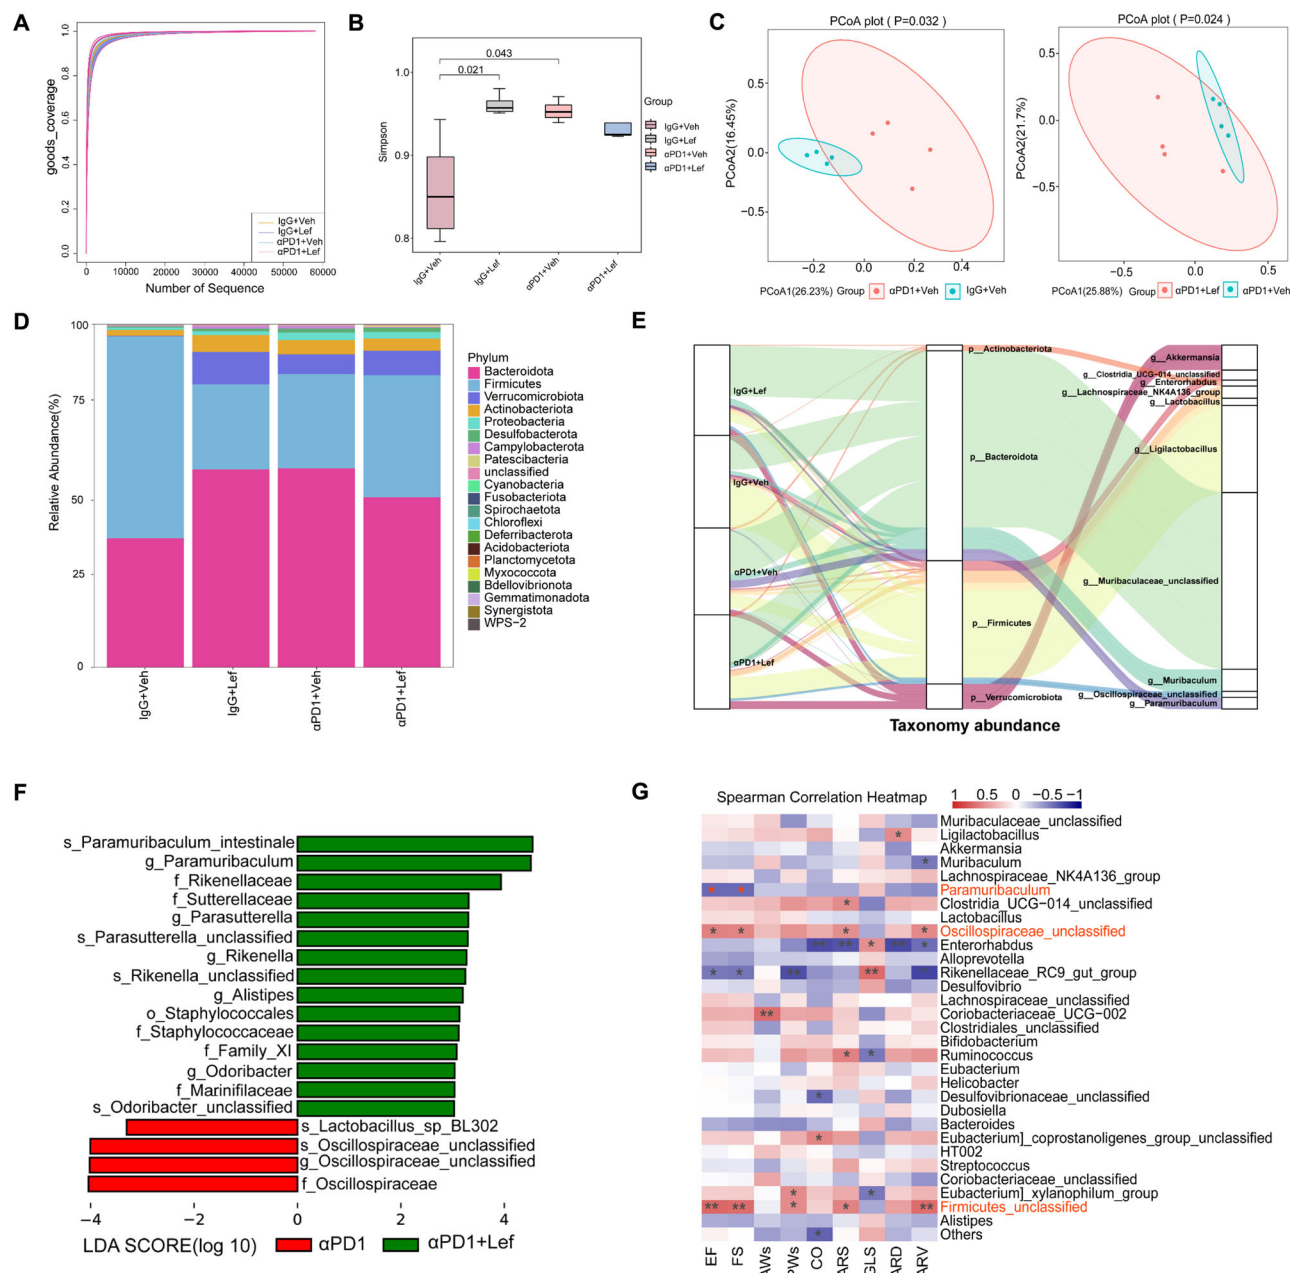 A
goods_coverage
1.0
0.8
0.6
0.4
0.2
0.0
IgG+Veh
IgG+Lef
αPD1+Veh
αPD1+Lef
0 10000 20000 30000 40000 50000 60000
Number of Sequence
B
Simpson
1.0
0.9
0.8
0.043
0.021
Group
IgG+Veh
IgG+Lef
αPD1+Veh
αPD1+Lef
IgG+Veh
IgG+Lef
αPD1+Veh
αPD1+Lef
C
PCoA plot ( P=0.032)
PCoA2(16.45%)
0.5
0.0
−0.5
−0.2 0.0 0.2 0.4
PCoA1(26.23%) Group αPD1+Veh IgG+Veh
PCoA plot ( P=0.024)
PCoA2(21.7%)
0.5
0.0
−0.5
−0.5 0.0 0.5
PCoA1(25.88%) Group αPD1+Lef αPD1+Veh
D
Relative Abundance(%)
100
75
50
25
0
IgG+Veh
IgG+Lef
αPD1+Veh
αPD1+Lef
Phylum
Bacteroidota
Firmicutes
Verrucomicrobiota
Actinobacteriota
Proteobacteria
Desulfobacterota
Campylobacterota
Patescibacteria
unclassified
Cyanobacteria
Fusobacteriota
Spirochaetota
Chloroflexi
Deferribacterota
Acidobacteriota
Planctomycetota
Myxococcota
Bdellovibrionota
Gemmatimonadota
Synergistota
WPS−2
E
IgG+Lef
IgG+Veh
αPD1+Veh
αPD1+Lef
p__Actinobacteriota
p__Bacteroidota
p__Firmicutes
p__Verrucomicrobiota
g__Akkermansia
g__Clostridia_UCG−014_unclassified
g__Enterorhabdus
g__Lachnospiraceae_NK4A136_group
g__Lactobacillus
g__Ligilactobacillus
g__Muribaculaceae_unclassified
g__Muribaculum
g__Oscillospiraceae_unclassified
g__Paramuribaculum
Taxonomy abundance
F
s_Paramuribaculum_intestinale
g_Paramuribaculum
f_Rikenellaceae
f_Sutterellaceae
g_Parasutterella
s_Parasutterella_unclassified
g_Rikenella
s_Rikenella_unclassified
g_Alistipes
o_Staphylococcales
f_Staphylococcaceae
f_Family_XI
g_Odoribacter
f_Marinifilaceae
s_Odoribacter_unclassified
s_Lactobacillus_sp_BL302
s_Oscillospiraceae_unclassified
g_Oscillospiraceae_unclassified
f_Oscillospiraceae
−4 −2 0 2 4
LDA SCORE(log 10) αPD1 αPD1+Lef
G
Spearman Correlation Heatmap
1 0.5 0 −0.5 −1
Muribaculaceae_unclassified
Ligilactobacillus *
Akkermansia
Muribaculum *
Lachnospiraceae_NK4A136_group
Paramuribaculum * *
Clostridia_UCG−014_unclassified *
Lactobacillus
Oscillospiraceae_unclassified * * * *
Enterorhabdus ** ** * ** *
Alloprevotella
Rikenellaceae_RC9_gut_group * * ** **
Desulfovibrio
Lachnospiraceae_unclassified
Coriobacteriaceae_UCG−002 **
Clostridiales_unclassified
Bifidobacterium
Ruminococcus * *
Eubacterium
Helicobacter
Desulfovibrionaceae_unclassified *
Dubosiella
Bacteroides
Eubacterium]_coprostanoligenes_group_unclassified *
HT002
Streptococcus
Coriobacteriaceae_unclassified
Eubacterium]_xylanophilum_group * *
Firmicutes_unclassified ** ** * * **
Alistipes
Others *
EF
FS
AWs
PWs
CO
ARS
GLS
ARD
ARV